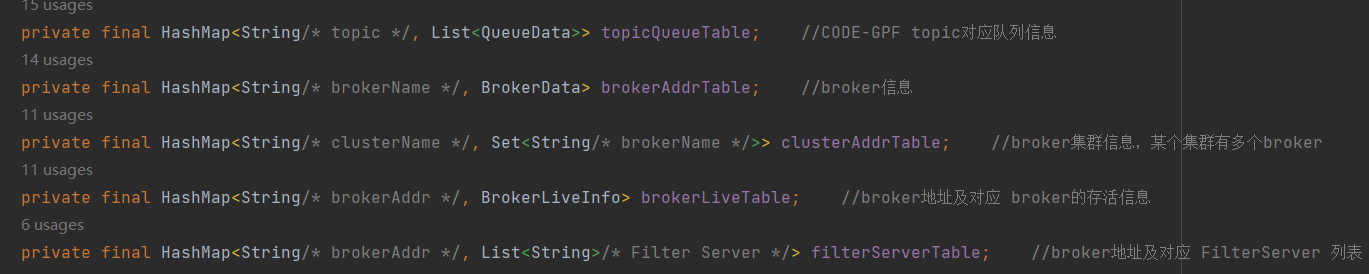 15 usages
private final HashMap<String/* topic */, List<QueueData>> topicQueueTable;    //CODE-GPF topic对应队列信息
14 usages
private final HashMap<String/* brokerName */, BrokerData> brokerAddrTable;    //broker信息
11 usages
private final HashMap<String/* clusterName */, Set<String/* brokerName */>> clusterAddrTable;    //broker集群信息，某个集群有多个broker
11 usages
private final HashMap<String/* brokerAddr */, BrokerLiveInfo> brokerLiveTable;    //broker地址及对应 broker的存活信息
6 usages
private final HashMap<String/* brokerAddr */, List<String>/* Filter Server */> filterServerTable;    //broker地址及对应 FilterServer 列表